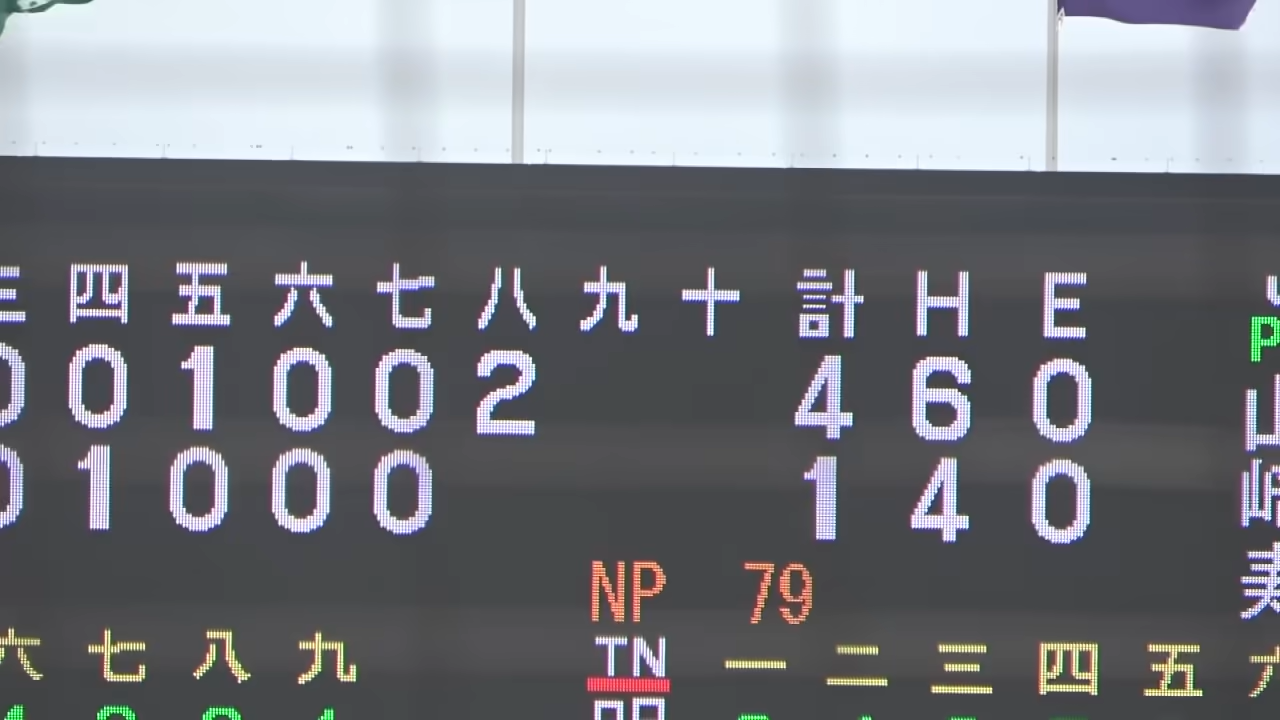 三 四 五 六 七 八 九 十 計 H E
0 0 1 0 0 2 4 6 0
0 1 0 0 0 1 4 0
P
山
NP 79
六 七 八 九
TN 一 二 三 四 五 六